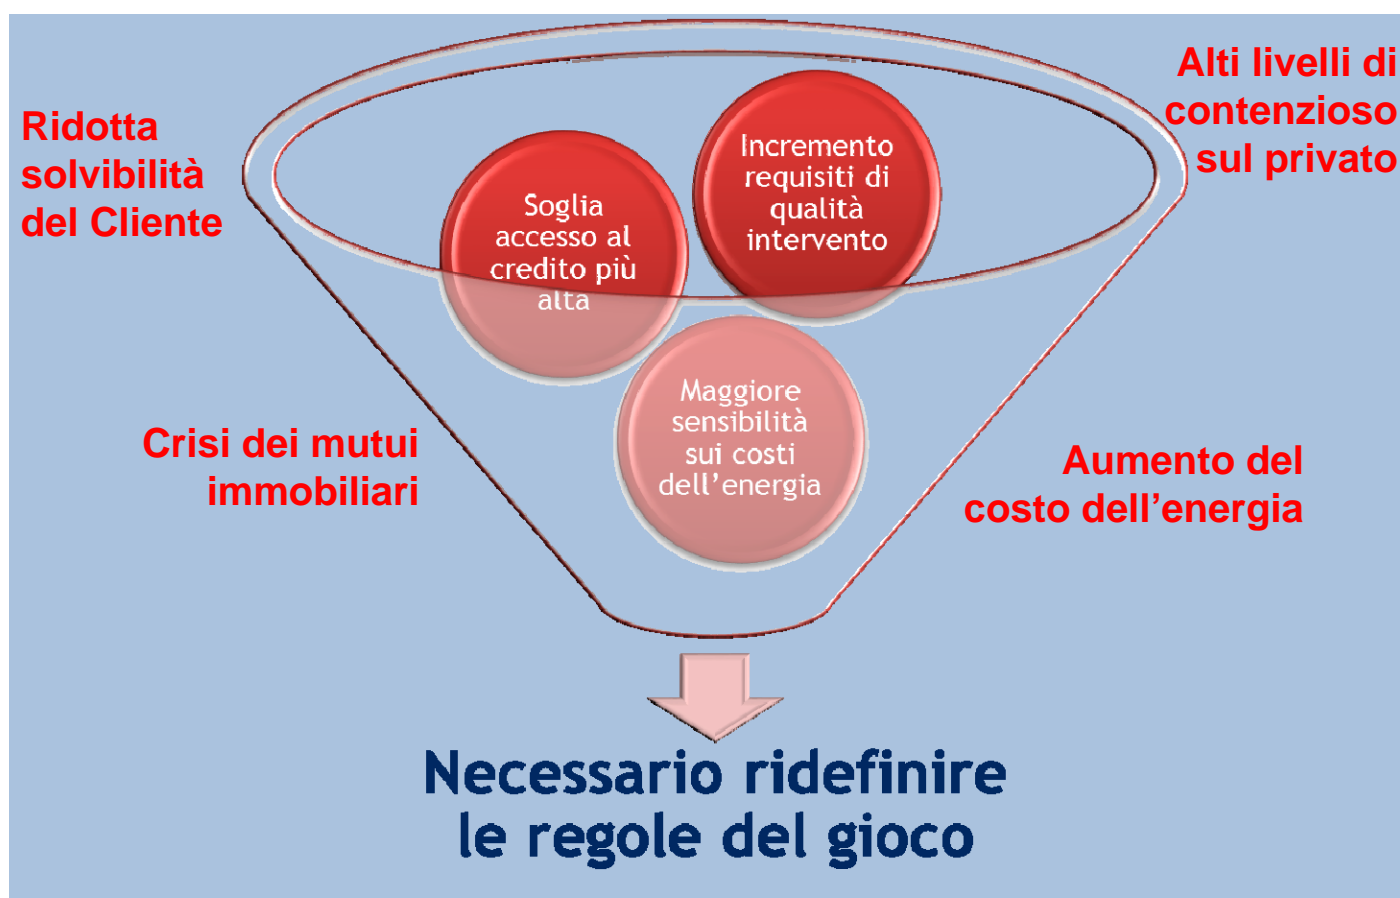 Ridotta
solvibilità
del Cliente
Alti livelli di
contenzioso
sul privato
Soglia
accesso al
credito più
alta
Incremento
requisiti di
qualità
intervento
Maggiore
sensibilità
sui costi
dell’energia
Crisi dei mutui
immobiliari
Aumento del
costo dell’energia
Necessario ridefinire
le regole del gioco